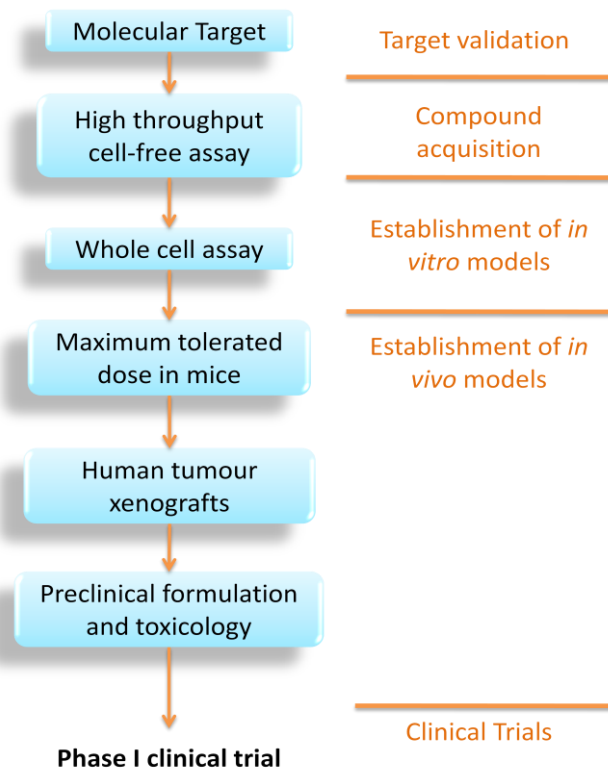 Molecular Target
Target validation
High throughput
cell-free assay
Compound
acquisition
Whole cell assay
Establishment of in
vitro models
Maximum tolerated
dose in mice
Establishment of in
vivo models
Human tumour
xenografts
Preclinical formulation
and toxicology
Clinical Trials
Phase I clinical trial